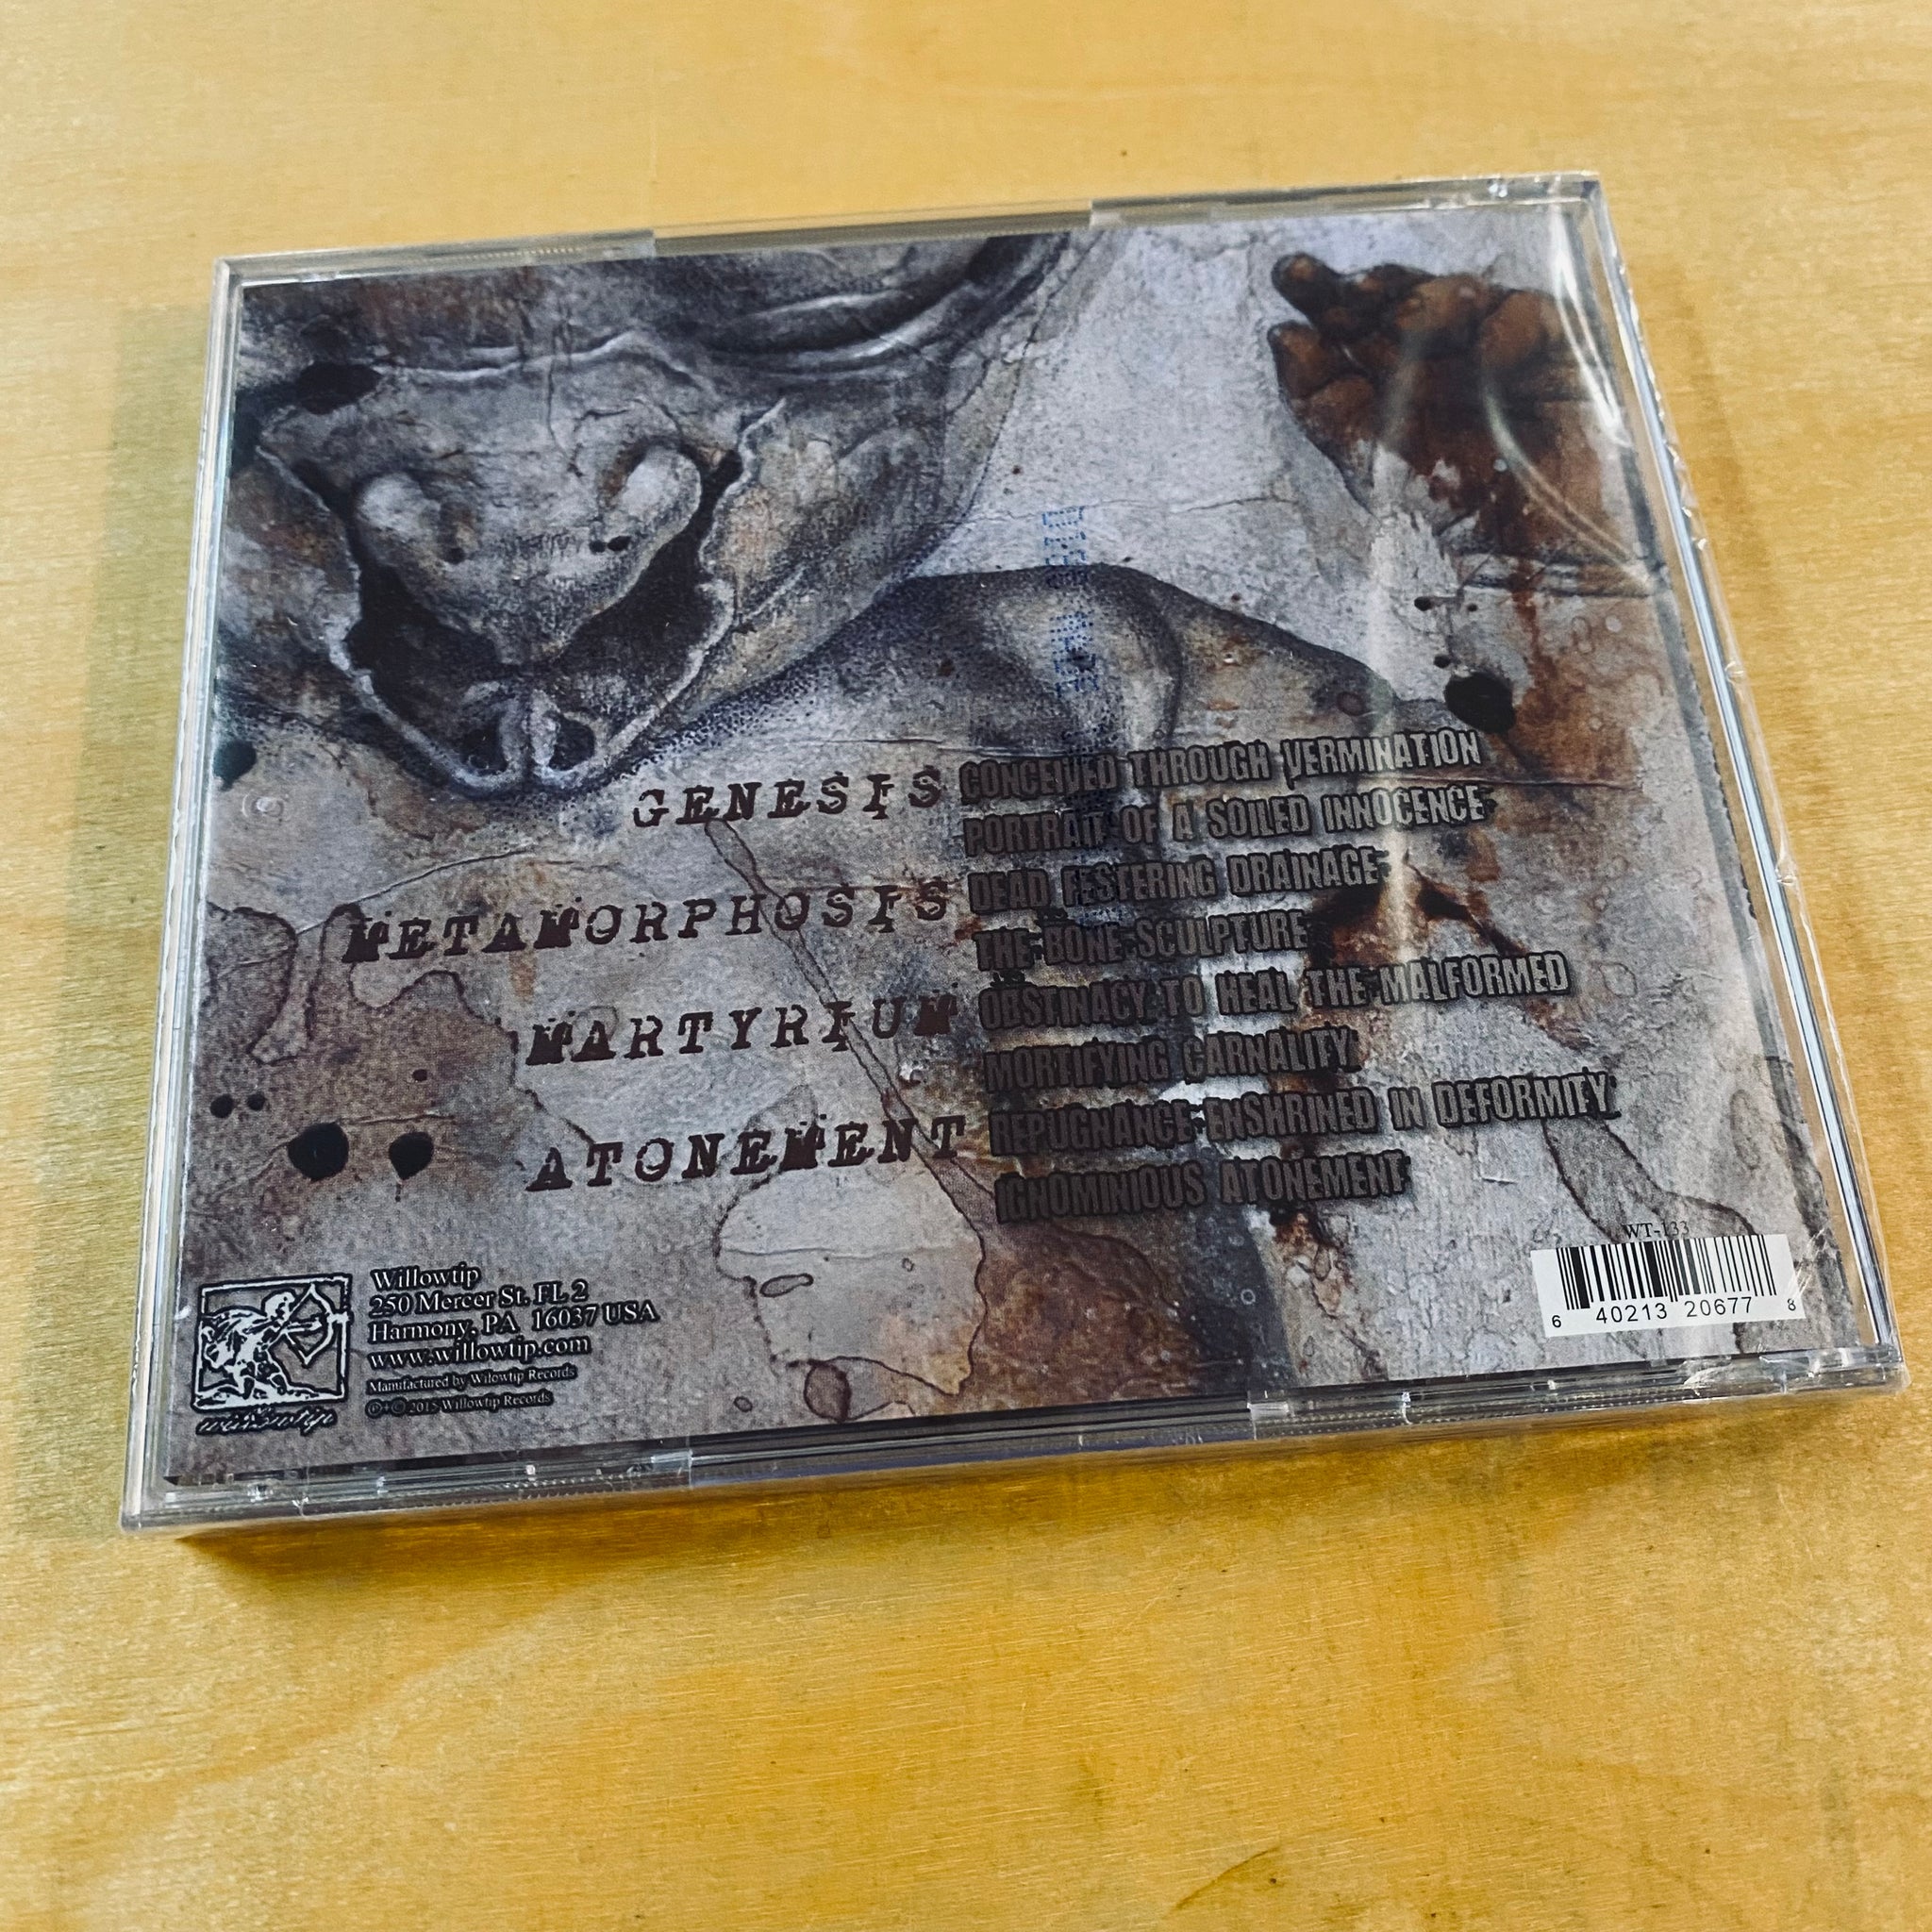 GENESIS
CONCEIVED THROUGH VERMINATION
PORTRAIT OF A SOILED INNOCENCE
METAMORPHOSIS
DEAD FESTERING DRAINAGE
THE BONE SCULPTURE
MARTYRIUM
OBSTINACY TO HEAL THE MALFORMED
MORTIFYING CARNALITY
ATONEMENT
REPUGNANCE ENSHRINED IN DEFORMITY
IGNOMINIOUS ATONEMENT
Willowtip
250 Mercer St. FL 2
Harmony, PA 16037 USA
www.willowtip.com
Manufactured by Wilowtip Records
℗+© 2015 Willowtip Records
willowtip
WT-133
6 40213 20677 8